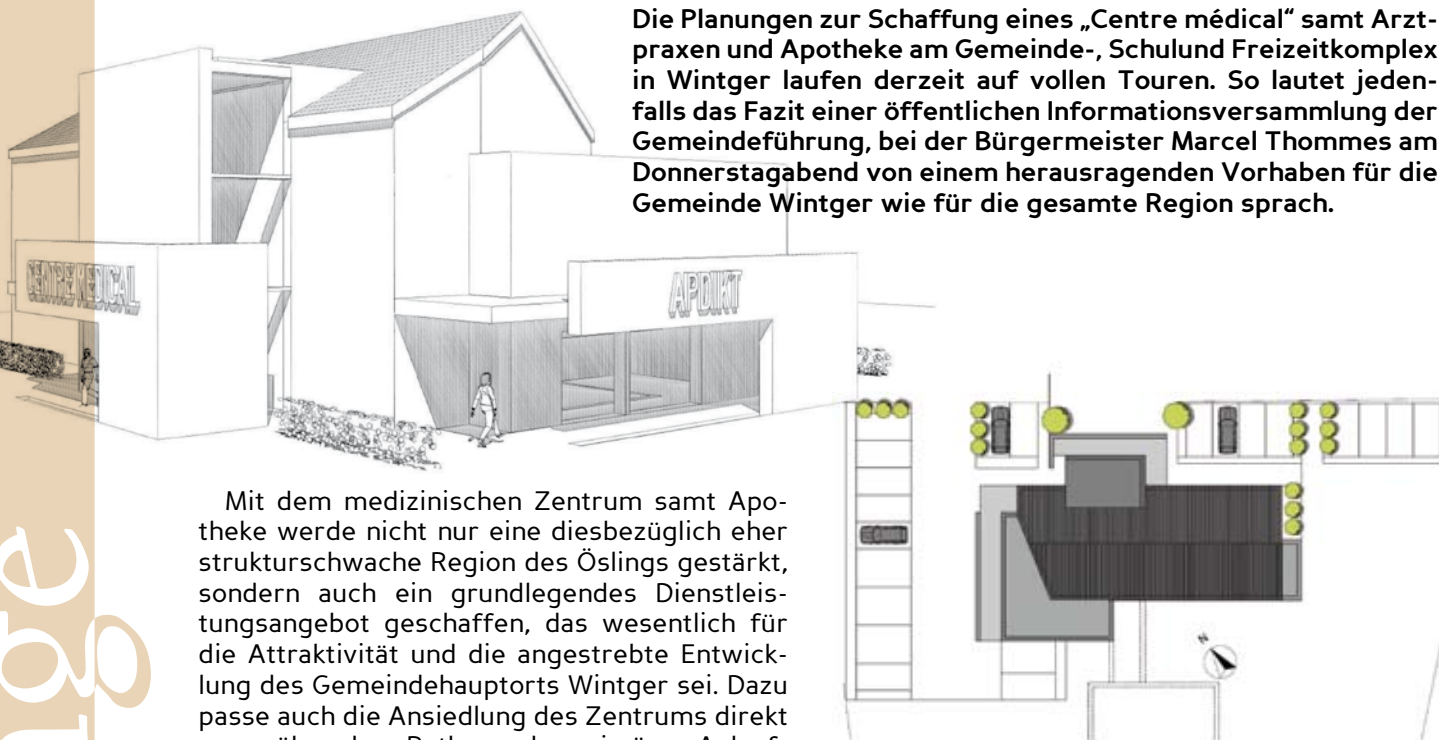 Die Planungen zur Schaffung eines „Centre médical“ samt Arzt-
praxen und Apotheke am Gemeinde-, Schulund Freizeitkomplex
in Wintger laufen derzeit auf vollen Touren. So lautet jeden-
falls das Fazit einer öffentlichen Informationsversammlung der
Gemeindeführung, bei der Bürgermeister Marcel Thommes am
Donnerstagabend von einem herausragenden Vorhaben für die
Gemeinde Wintger wie für die gesamte Region sprach.
CENTRE MEDICAL
APDIKT
Mit dem medizinischen Zentrum samt Apo-
theke werde nicht nur eine diesbezüglich eher
strukturschwache Region des Öslings gestärkt,
sondern auch ein grundlegendes Dienstleis-
tungsangebot geschaffen, das wesentlich für
die Attraktivität und die angestrebte Entwick-
lung des Gemeindehauptorts Wintger sei. Dazu
passe auch die Ansiedlung des Zentrums direkt
N
ge